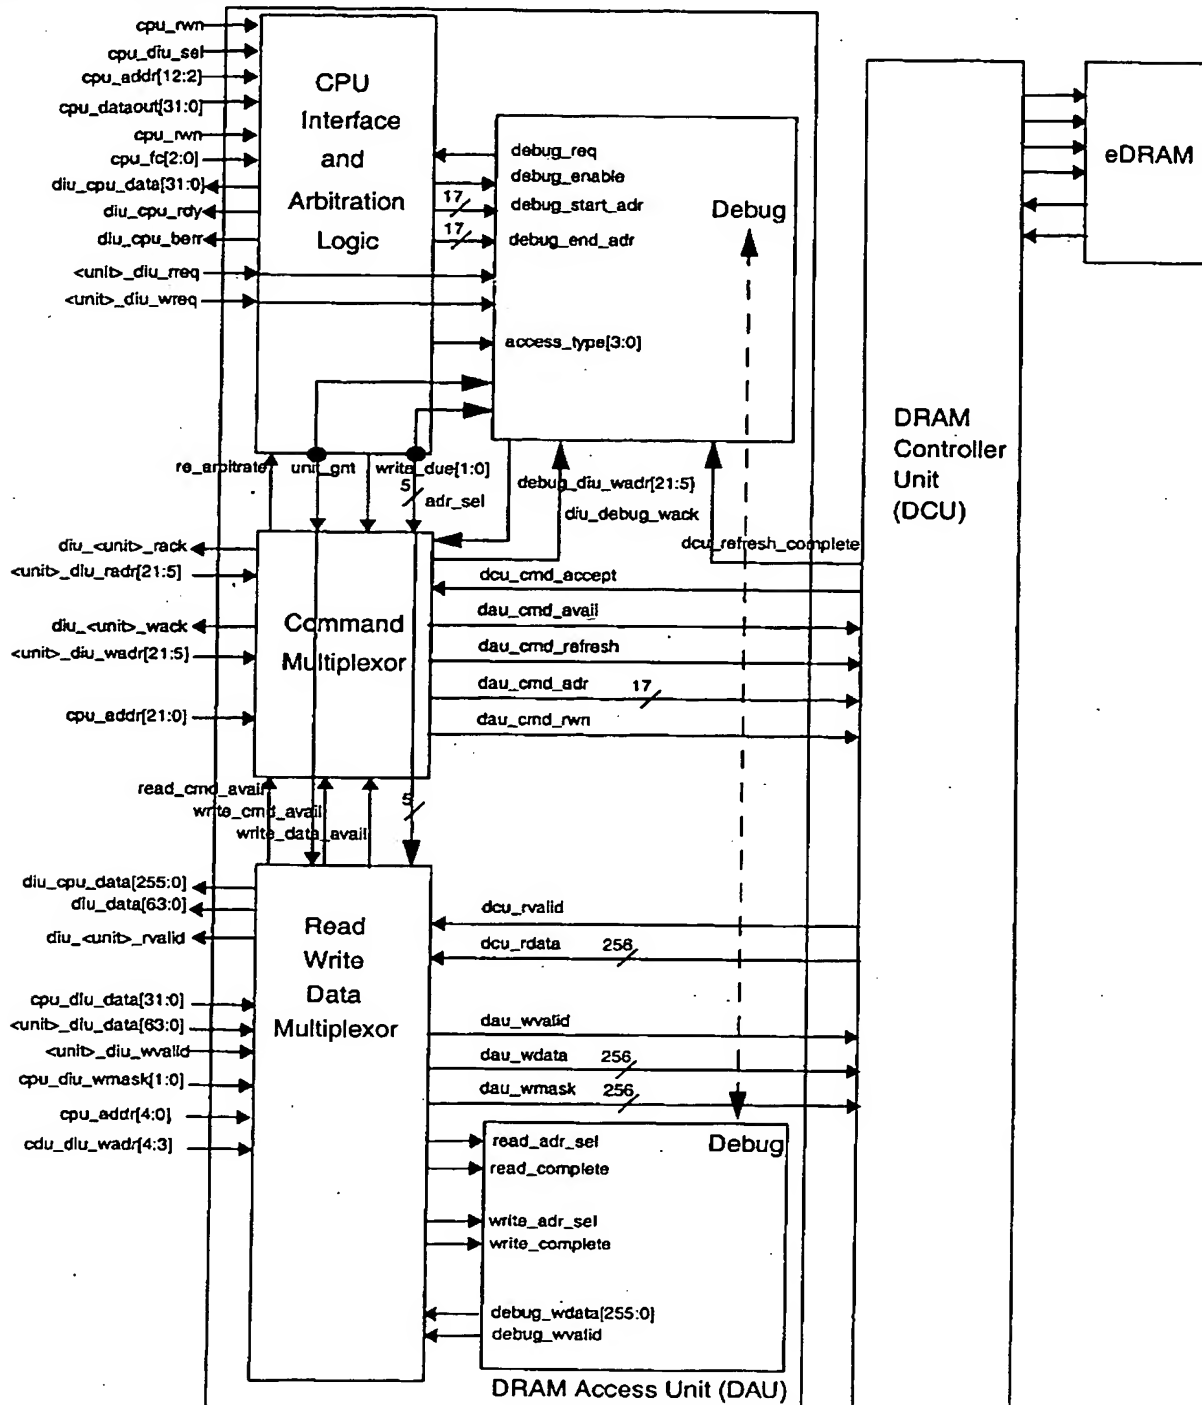 cpu_rwn
cpu_diu_sel
cpu_addr[12:2]
cpu_dataout[31:0]
cpu_rwn
cpu_fc[2:0]
diu_cpu_data[31:0]
diu_cpu_rdy
diu_cpu_berr
<unit>_diu_rreq
<unit>_diu_wreq
CPU
Interface
and
Arbitration
Logic
debug_req
debug_enable
17
debug_start_adr
17
debug_end_adr
access_type[3:0]
Debug
eDRAM
DRAM
Controller
Unit
(DCU)
re_arbitrate
unit_gnt
write_due[1:0]
5
adr_sel
debug_diu_wadr[21:5]
diu_debug_wack
dcu_refresh_complete
diu_<unit>_rack
<unit>_diu_radr[21:5]
diu_<unit>_wack
<unit>_diu_wadr[21:5]
cpu_addr[21:0]
Command
Multiplexor
dcu_cmd_accept
dau_cmd_avail
dau_cmd_refresh
dau_cmd_adr
17
dau_cmd_rwn
read_cmd_avail
write_cmd_avail
write_data_avail
5
diu_cpu_data[255:0]
diu_data[63:0]
diu_<unit>_rvalid
cpu_diu_data[31:0]
<unit>_diu_data[63:0]
<unit>_diu_wvalid
cpu_diu_wmask[1:0]
cpu_addr[4:0]
cdu_diu_wadr[4:3]
Read
Write
Data
Multiplexor
dcu_rvalid
dcu_rdata
256
dau_wvalid
dau_wdata
256
dau_wmask
256
read_adr_sel
Debug
read_complete
write_adr_sel
write_complete
debug_wdata[255:0]
debug_wvalid
DRAM Access Unit (DAU)